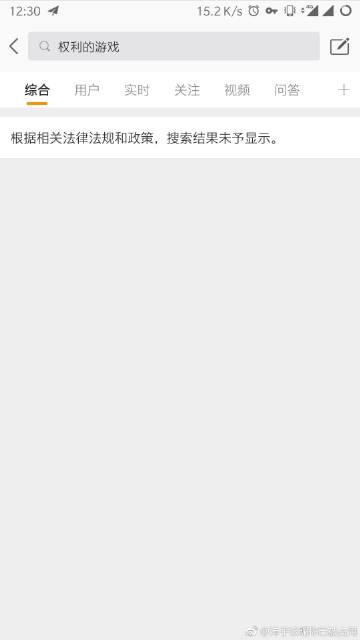 12:30
15.2 K/s
权利的游戏
综合 用户 实时 关注 视频 问答
根据相关法律法规和政策，搜索结果未予显示。